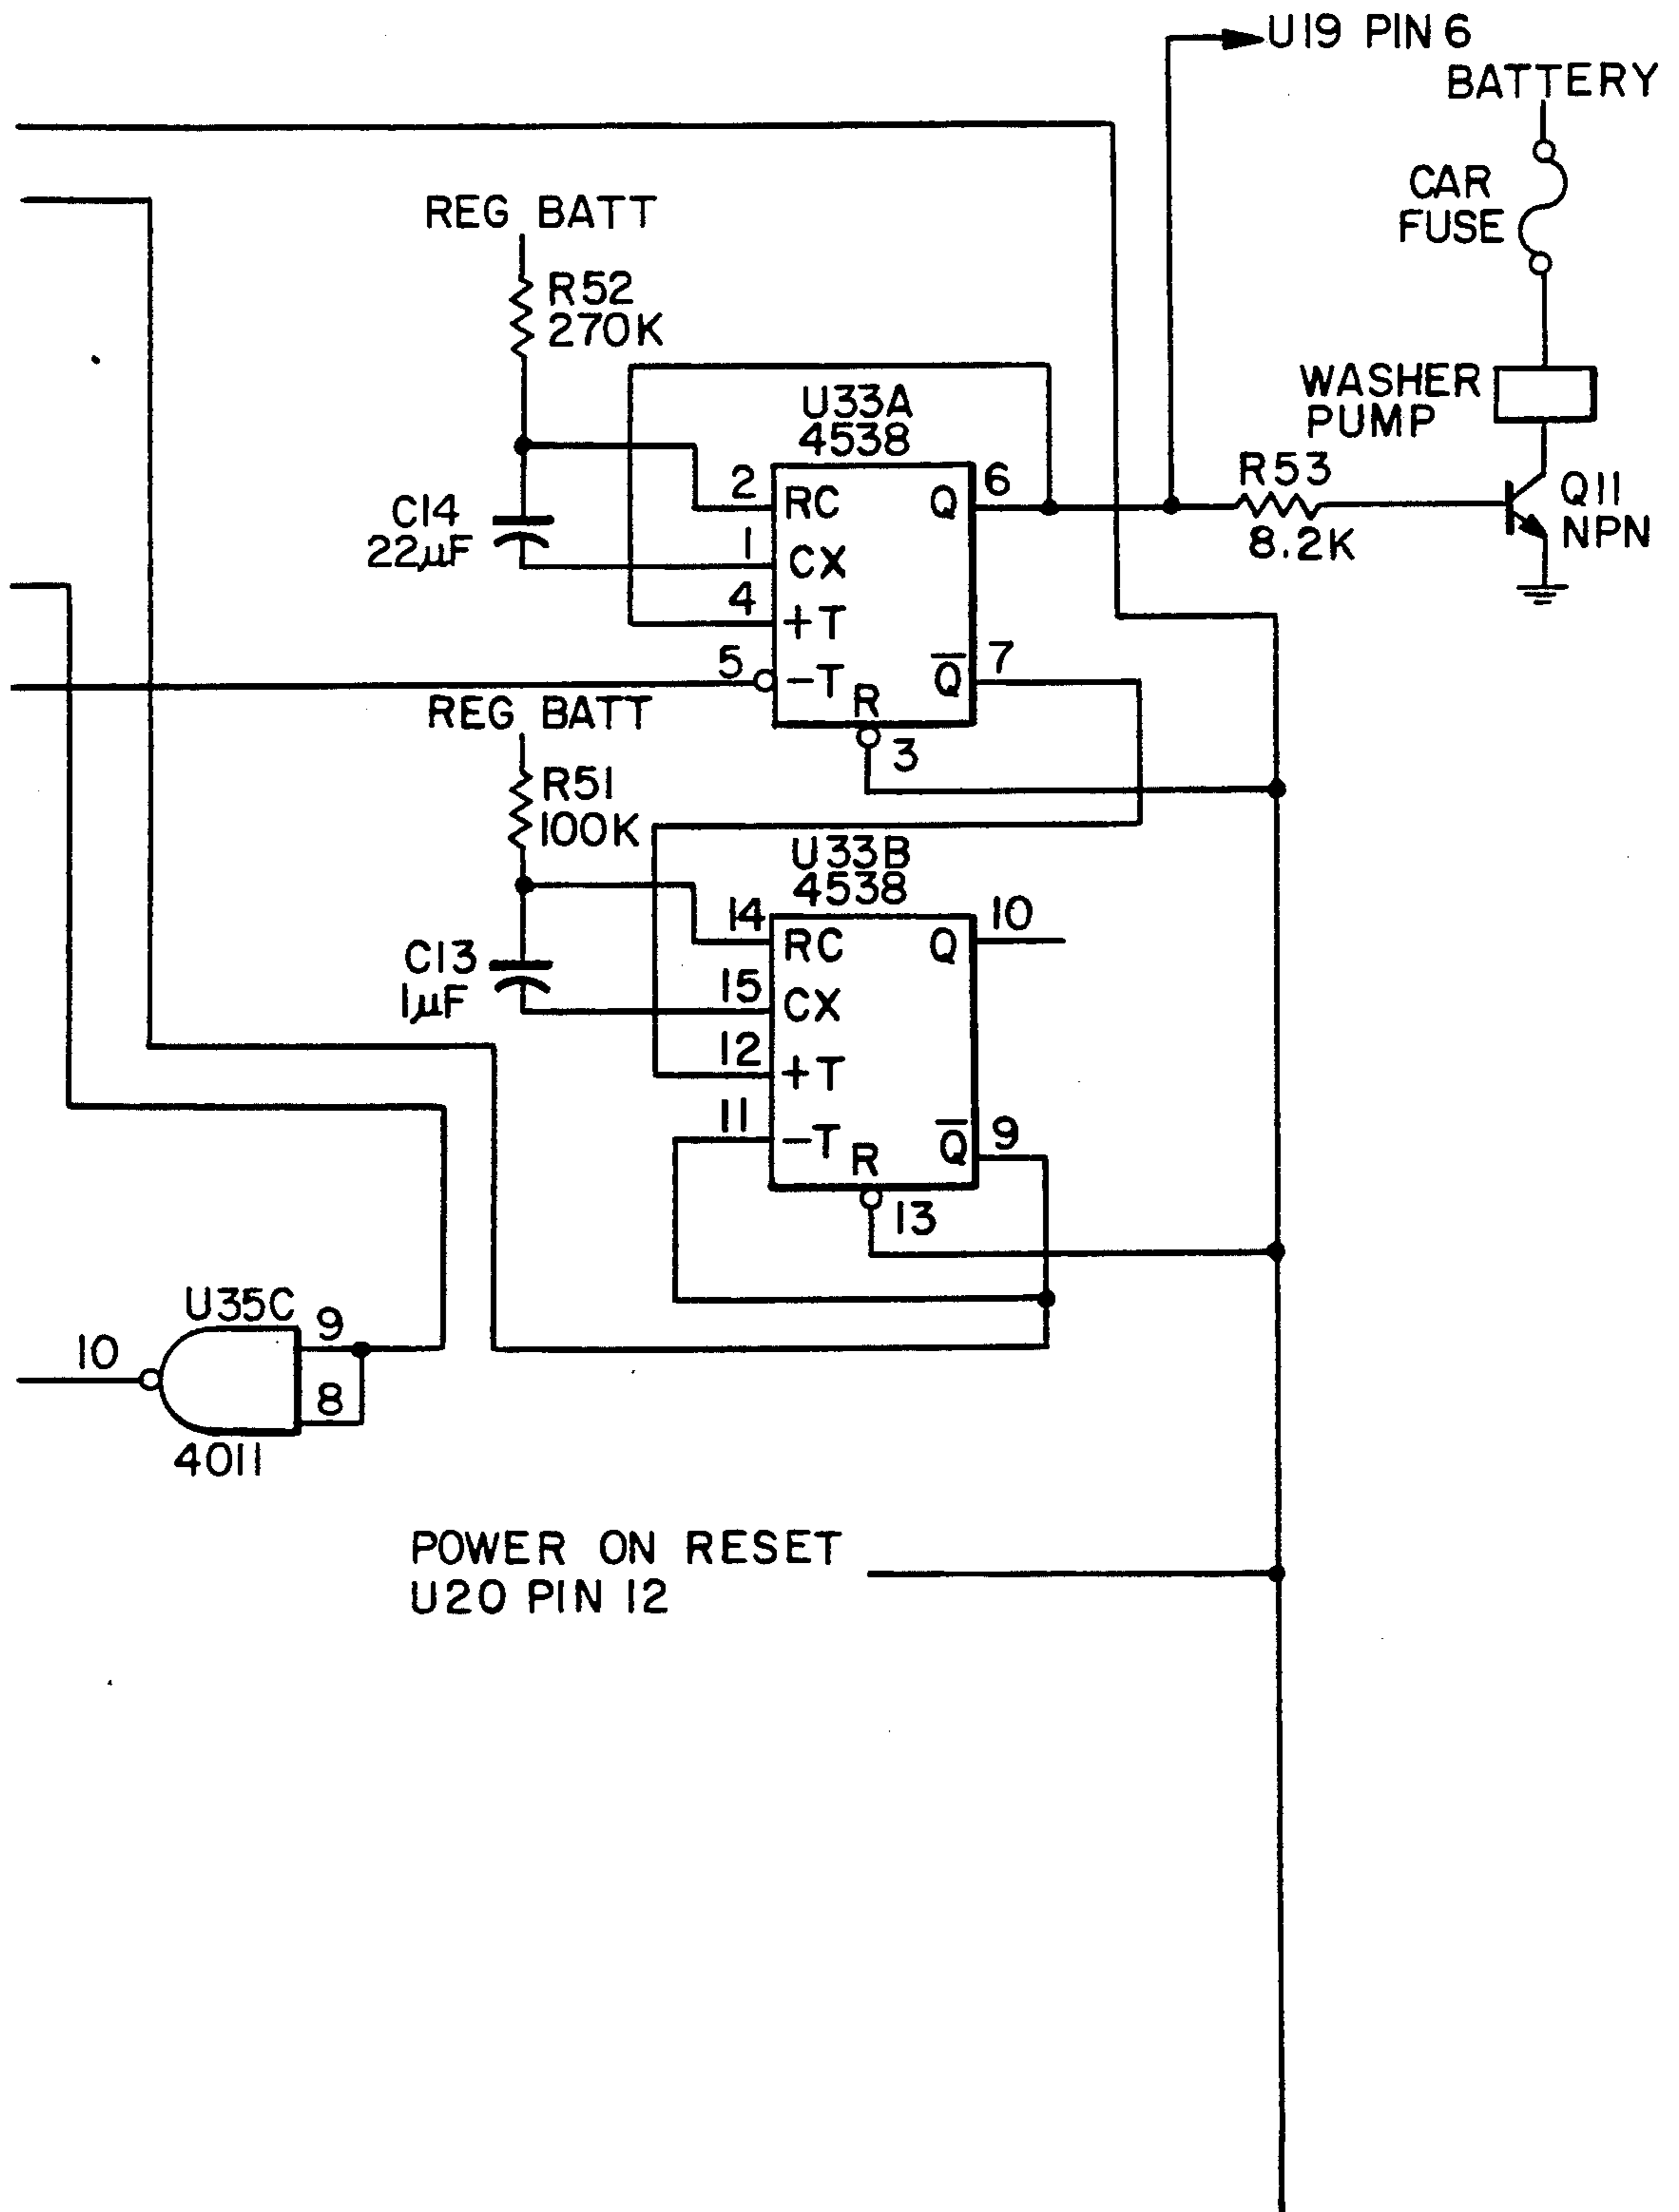 U19 PIN 6
BATTERY
CAR
FUSE
REG BATT
R52
270K
WASHER
PUMP
U33A
4538
C14
22µF
2
RC
1
CX
4
+T
5
-T
R
3
Q
6
Q̅
7
R53
8.2K
Q11
NPN
REG BATT
R51
100K
U33B
4538
C13
1µF
14
RC
15
CX
12
+T
11
-T
R
13
Q
10
Q̅
9
U35C
9
10
8
4011
POWER ON RESET
U20 PIN 12